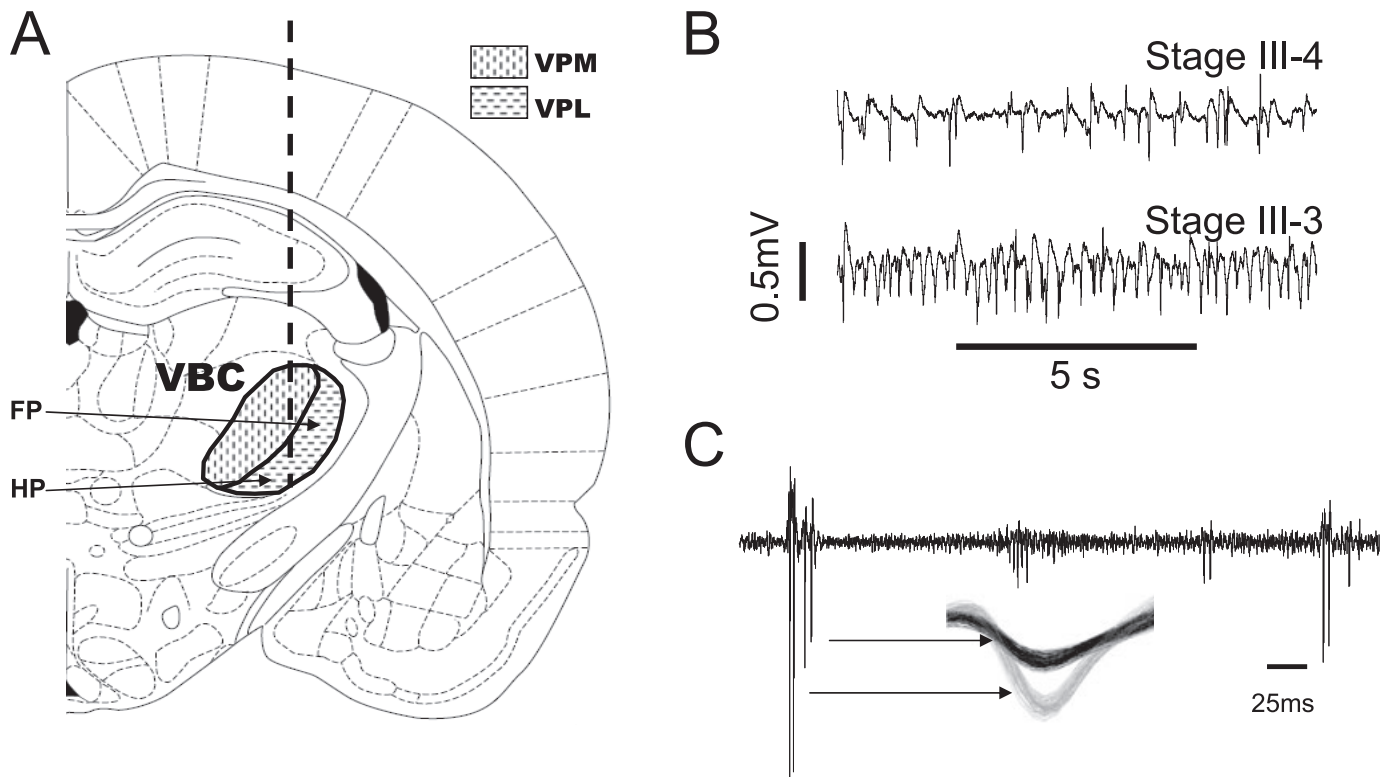 A
VPM
VPL
VBC
FP
HP
B
Stage III-4
Stage III-3
0.5mV
5 s
C
25ms